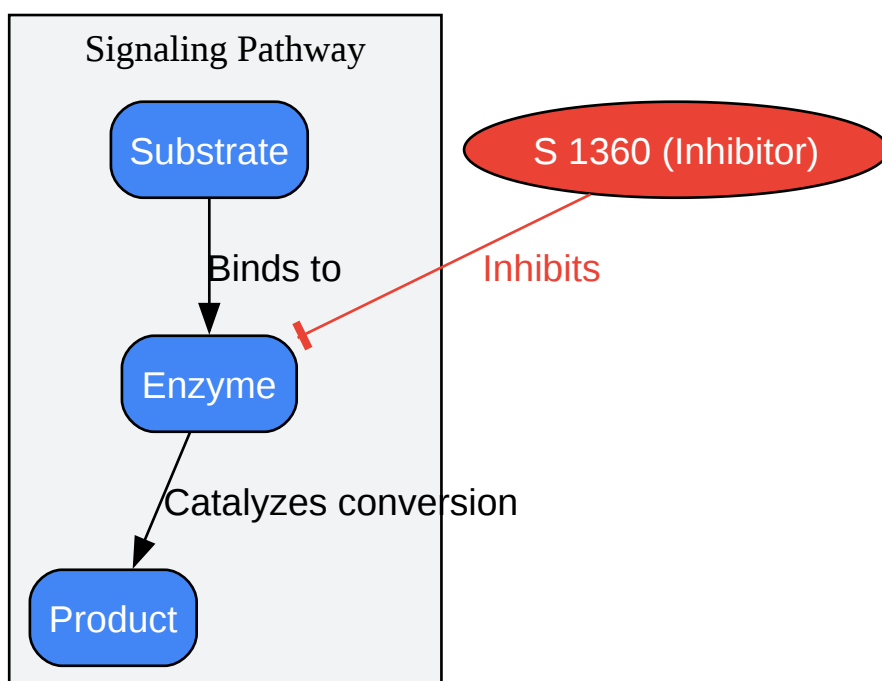 Signaling Pathway
Substrate
S 1360 (Inhibitor)
Binds to
Inhibits
Enzyme
Catalyzes conversion
Product